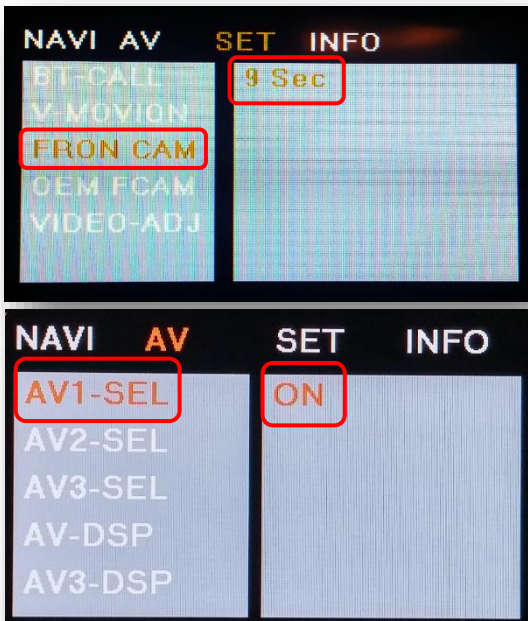 NAVI AV SET INFO
BT-CALL 9 Sec
V-MOVION
FRON CAM
OEM FCAM
VIDEO-ADJ
NAVI AV SET INFO
AV1-SEL ON
AV2-SEL
AV3-SEL
AV-DSP
AV3-DSP